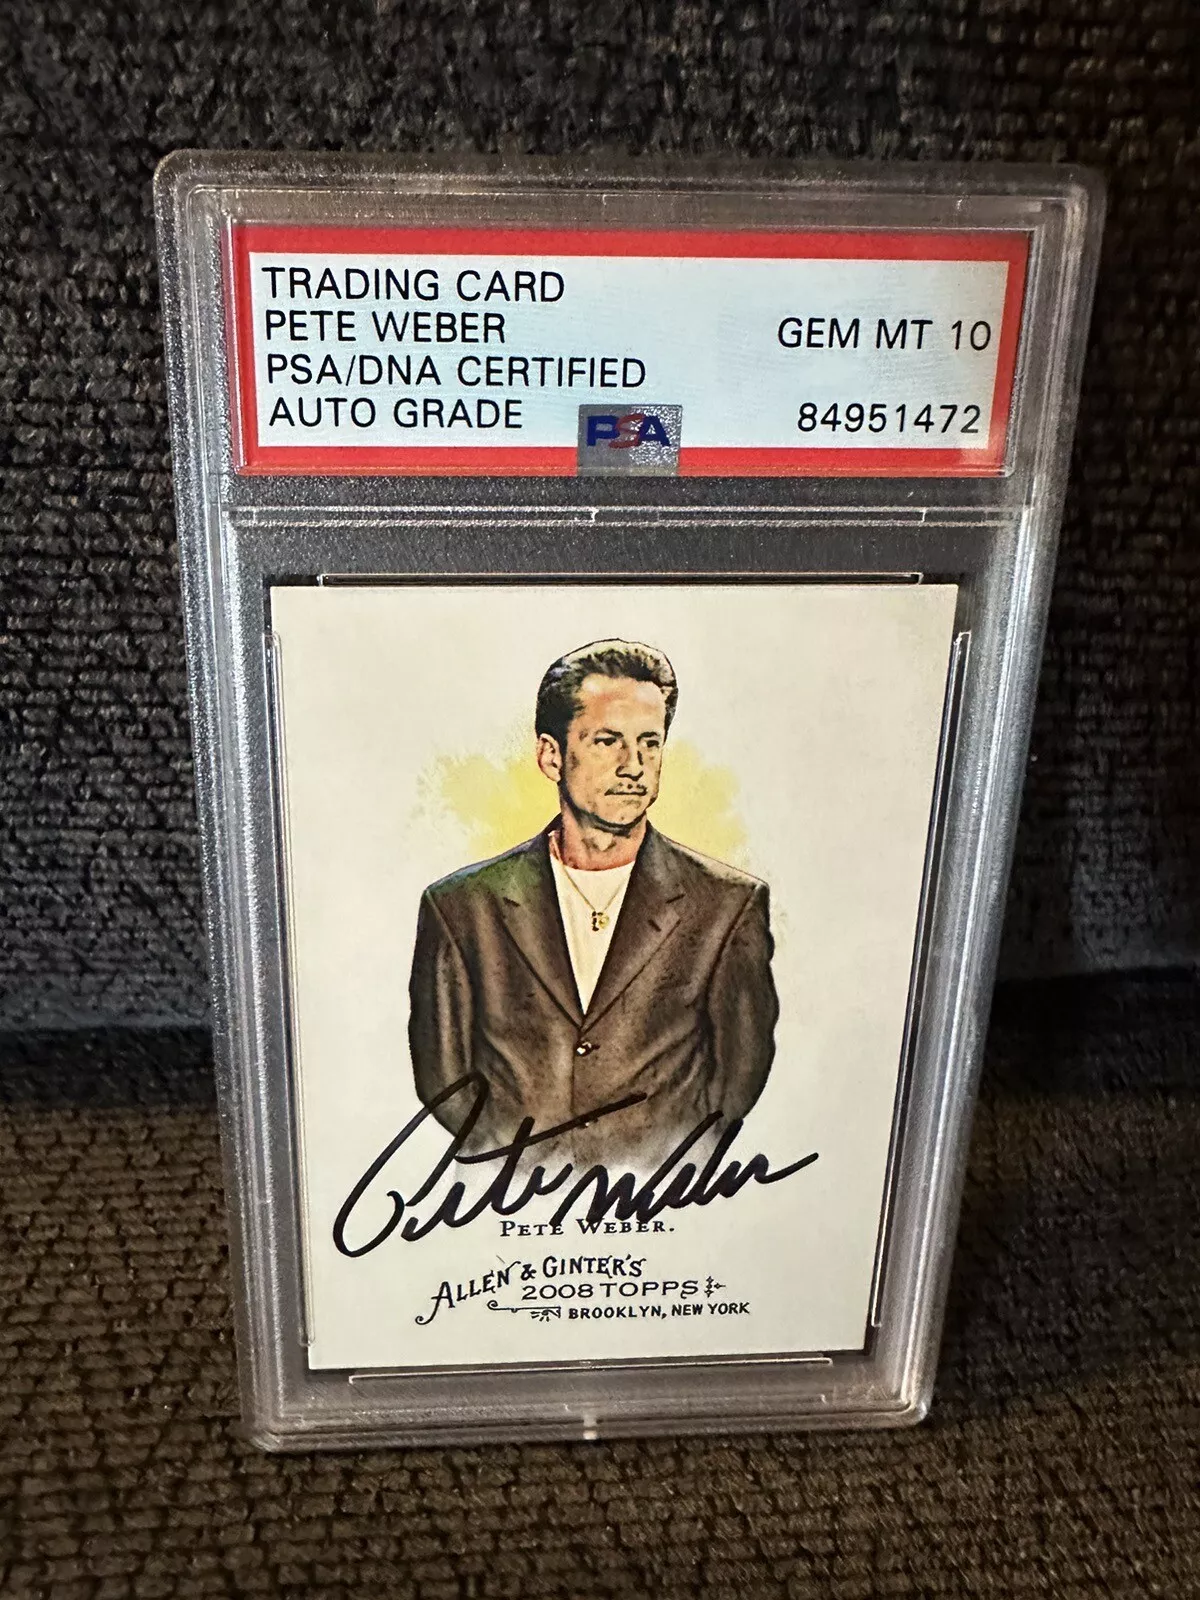 TRADING CARD
PETE WEBER GEM MT 10
PSA/DNA CERTIFIED
AUTO GRADE PSA 84951472
Pete Weber
PETE WEBER.
ALLEN & GINTER'S
2008 TOPPS
BROOKLYN, NEW YORK